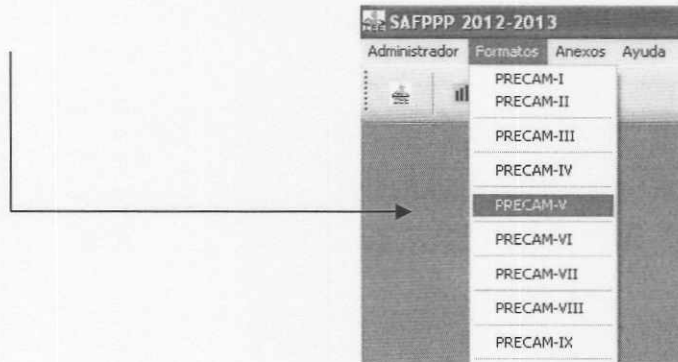 SAFPPP 2012-2013
Administrador Formatos Anexos Ayuda
PRECAM-I
PRECAM-II
PRECAM-III
PRECAM-IV
PRECAM-V
PRECAM-VI
PRECAM-VII
PRECAM-VIII
PRECAM-IX